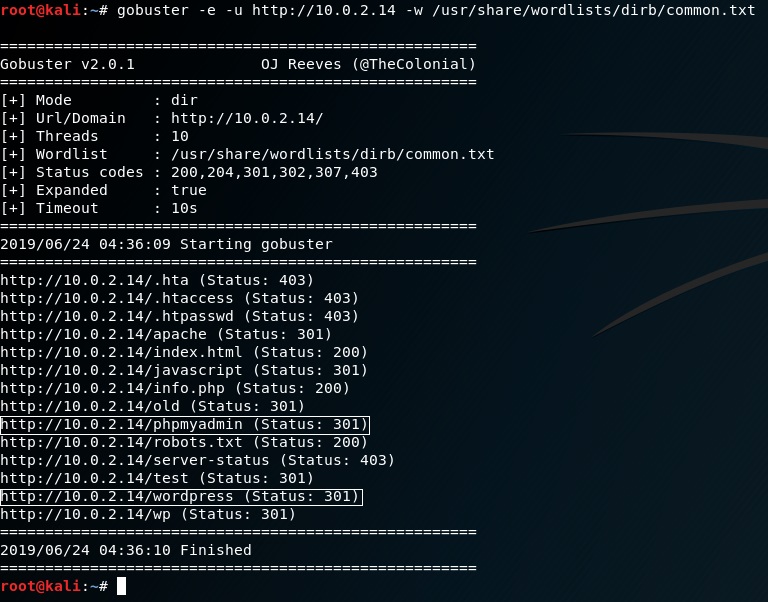 root@kali:~# gobuster -e -u http://10.0.2.14 -w /usr/share/wordlists/dirb/common.txt
=====================================================
Gobuster v2.0.1              OJ Reeves (@TheColonial)
=====================================================
[+] Mode         : dir
[+] Url/Domain   : http://10.0.2.14/
[+] Threads      : 10
[+] Wordlist     : /usr/share/wordlists/dirb/common.txt
[+] Status codes : 200,204,301,302,307,403
[+] Expanded     : true
[+] Timeout      : 10s
=====================================================
2019/06/24 04:36:09 Starting gobuster
=====================================================
http://10.0.2.14/.hta (Status: 403)
http://10.0.2.14/.htaccess (Status: 403)
http://10.0.2.14/.htpasswd (Status: 403)
http://10.0.2.14/apache (Status: 301)
http://10.0.2.14/index.html (Status: 200)
http://10.0.2.14/javascript (Status: 301)
http://10.0.2.14/info.php (Status: 200)
http://10.0.2.14/old (Status: 301)
http://10.0.2.14/phpmyadmin (Status: 301)
http://10.0.2.14/robots.txt (Status: 200)
http://10.0.2.14/server-status (Status: 403)
http://10.0.2.14/test (Status: 301)
http://10.0.2.14/wordpress (Status: 301)
http://10.0.2.14/wp (Status: 301)
=====================================================
2019/06/24 04:36:10 Finished
=====================================================
root@kali:~#